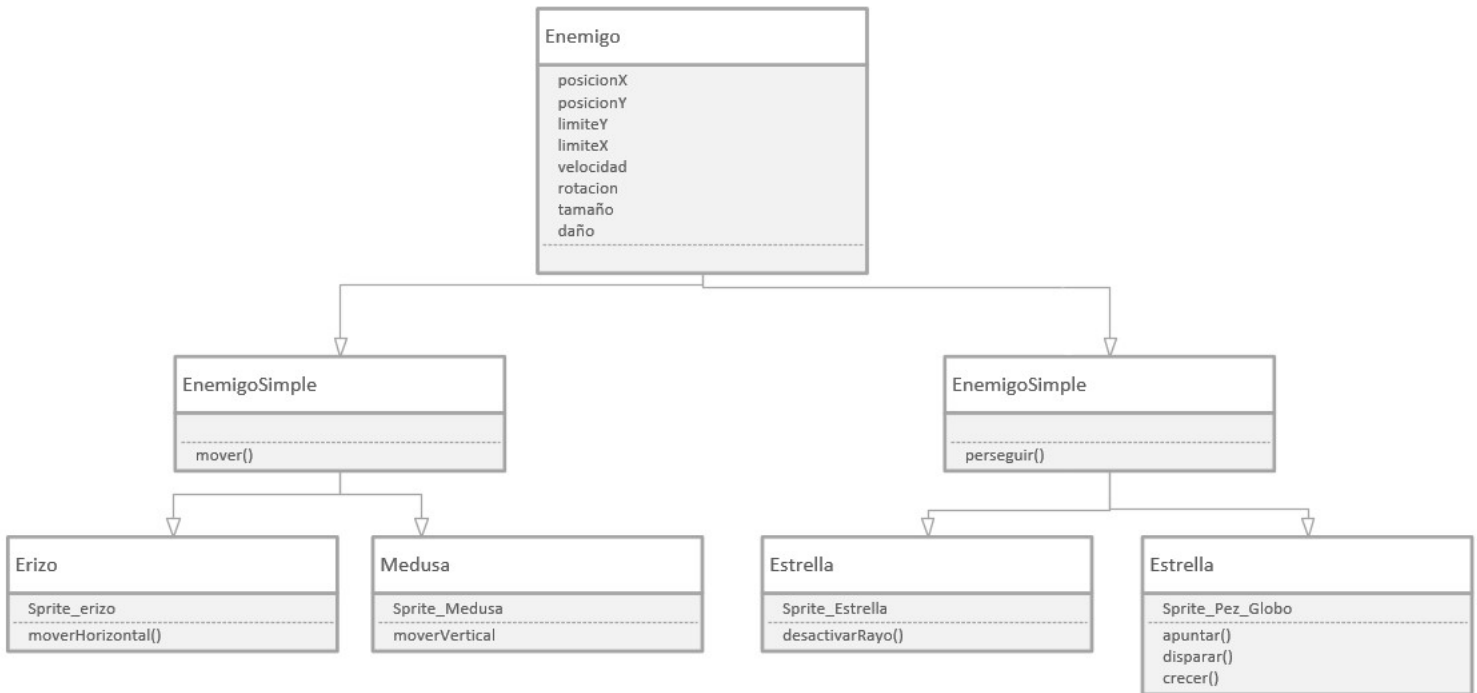 Enemigo
posicionX
posicionY
limiteY
limiteX
velocidad
rotacion
tamaño
daño
EnemigoSimple
mover()
EnemigoSimple
perseguir()
Erizo
Sprite_erizo
moverHorizontal()
Medusa
Sprite_Medusa
moverVertical
Estrella
Sprite_Estrella
desactivarRayo()
Estrella
Sprite_Pez_Globo
apuntar()
disparar()
crecer()